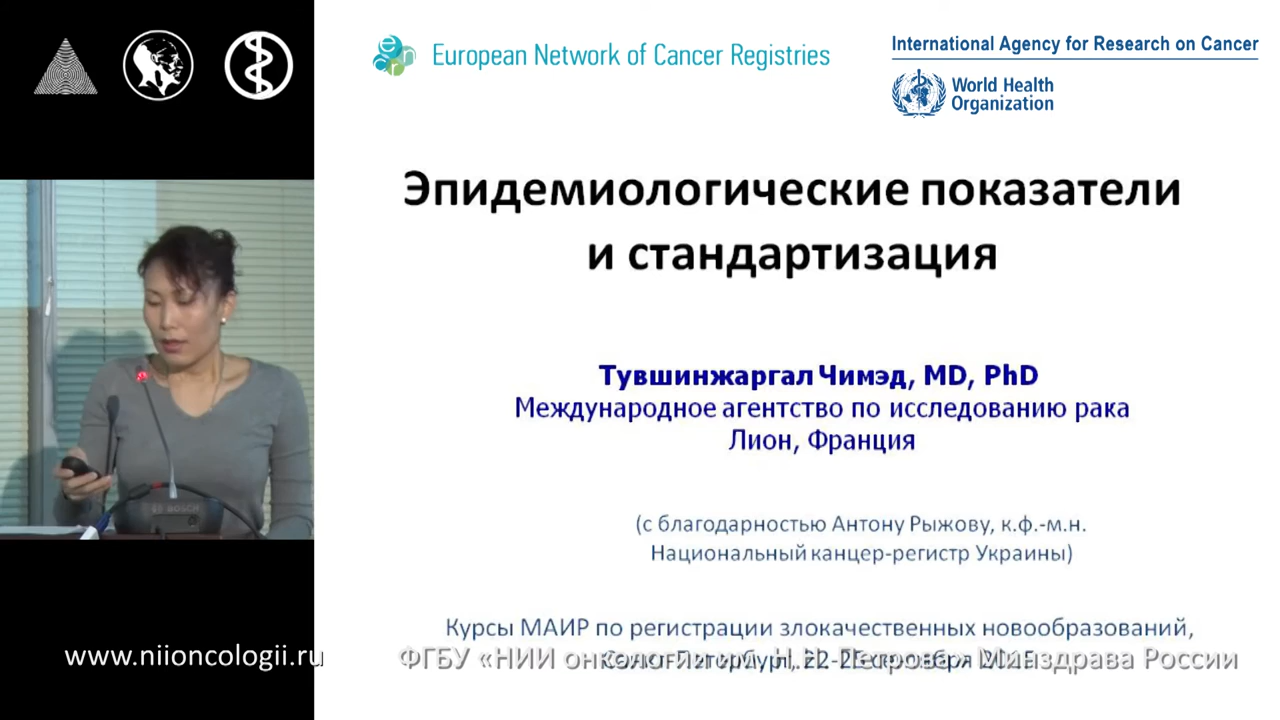 European Network of Cancer Registries
International Agency for Research on Cancer
World Health
Organization
Эпидемиологические показатели
и стандартизация
Тувшинжаргал Чимэд, MD, PhD
Международное агентство по исследованию рака
Лион, Франция
(с благодарностью Антону Рыжову, к.ф.-м.н.
Национальный канцер-регистр Украины)
Курсы МАИР по регистрации злокачественных новообразований,
www.niioncologii.ru
ФГБУ «НИИ онкологии им. Н.Н. Петрова» Минздрава России